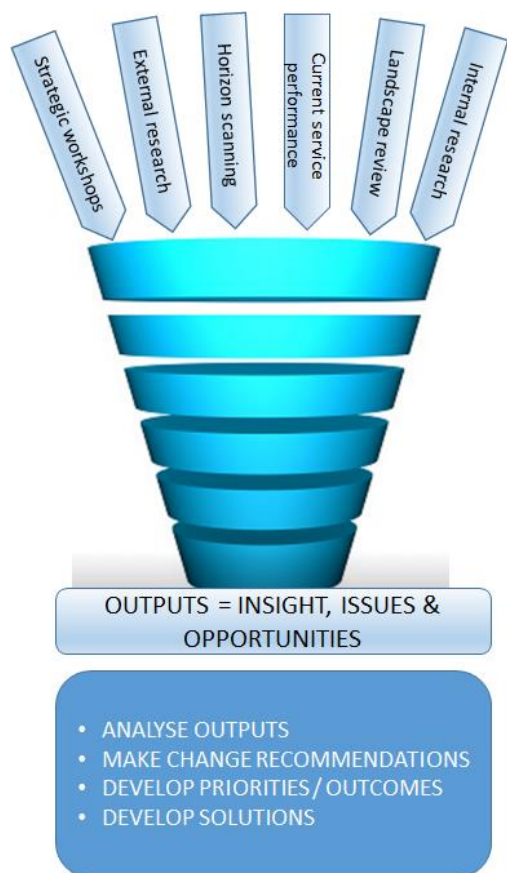 Strategic workshops
External research
Horizon scanning
Current service
performance
Landscape review
Internal research
OUTPUTS = INSIGHT, ISSUES &
OPPORTUNITIES
• ANALYSE OUTPUTS
• MAKE CHANGE RECOMMENDATIONS
• DEVELOP PRIORITIES / OUTCOMES
• DEVELOP SOLUTIONS